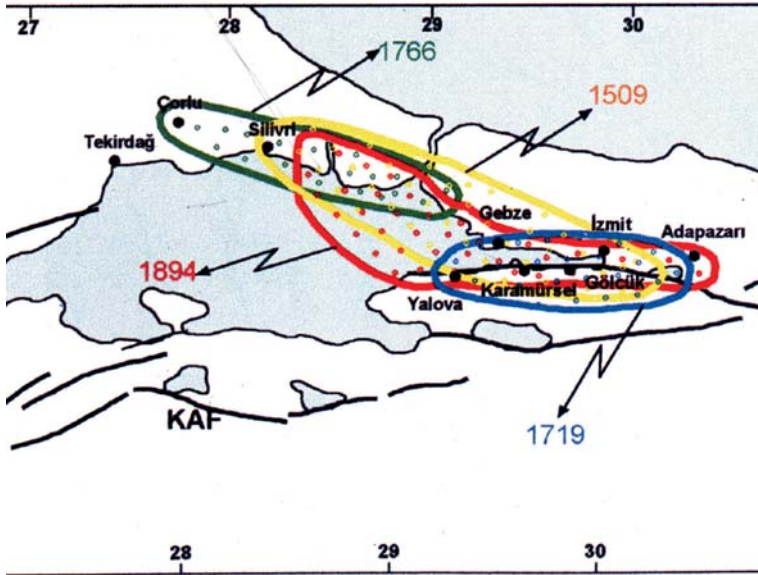 27 28 29 30
1766
1509
Çorlu
Silivri
Tekirdağ
Gebze
İzmit
Adapazarı
1894
Yalova
Karamürsel
Gölcük
KAF
1719
28 29 30